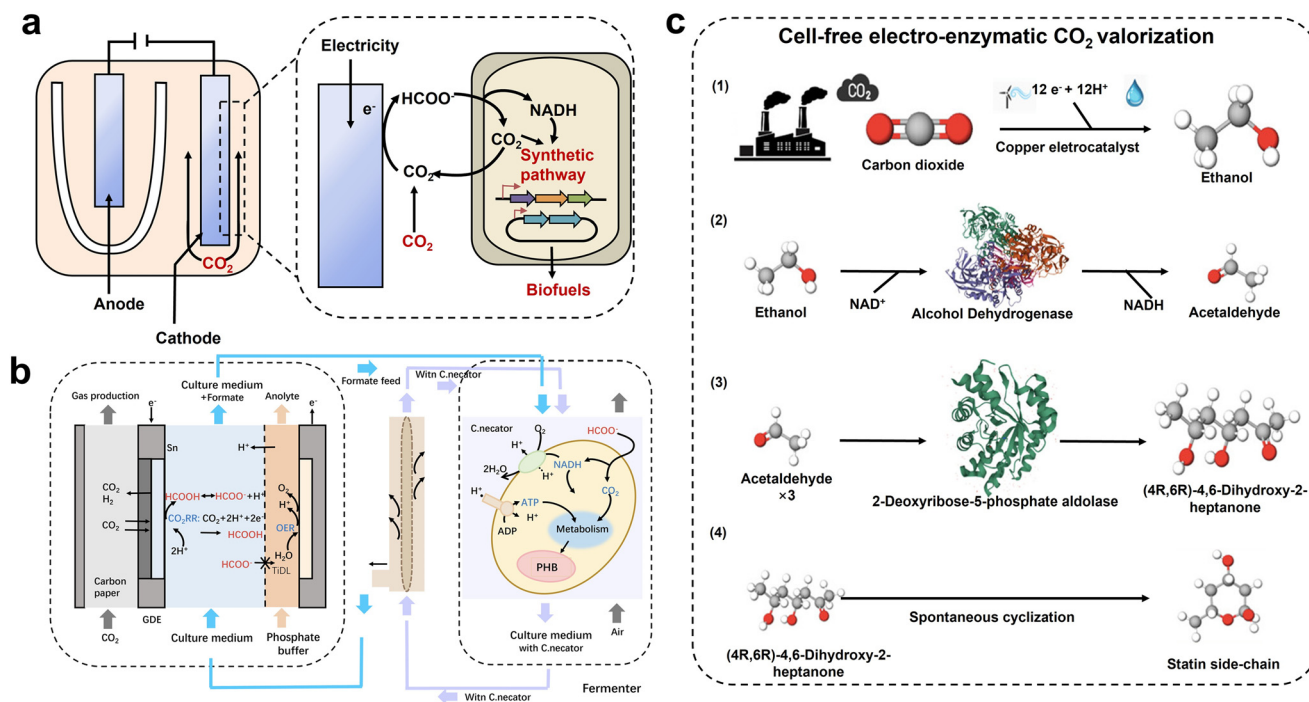 a
Electricity
e⁻
HCOO⁻
NADH
CO₂
Synthetic
pathway
CO₂
CO₂
Biofuels
CO₂
Anode
Cathode
b
Gas production
e⁻
Culture medium
+Formate
Anolyte
e⁻
Sn
H⁺
CO₂
H₂
CO₂
HCOOH
HCOO⁻+H⁺
CO₂RR: CO₂+2H⁺+2e⁻
HCOOH
2H⁺
HCOO⁻
O₂
H⁺
OER
H₂O
TiDL
Carbon
paper
GDE
CO₂
Culture medium
Phosphate
buffer
Formate feed
Witn C.necator
C.necator
O₂
H⁺
H⁺
2H₂O
HCOO⁻
NADH
CO₂
H⁺
ATP
H⁺
ADP
Metabolism
PHB
Culture medium
with C.necator
Air
Fermenter
Witn C.necator
c
Cell-free electro-enzymatic CO₂ valorization
(1)
CO₂
Carbon dioxide
12 e⁻ + 12H⁺
Copper eletrocatalyst
Ethanol
(2)
Ethanol
NAD⁺
Alcohol Dehydrogenase
NADH
Acetaldehyde
(3)
Acetaldehyde
×3
2-Deoxyribose-5-phosphate aldolase
(4R,6R)-4,6-Dihydroxy-2-
heptanone
(4)
(4R,6R)-4,6-Dihydroxy-2-
heptanone
Spontaneous cyclization
Statin side-chain